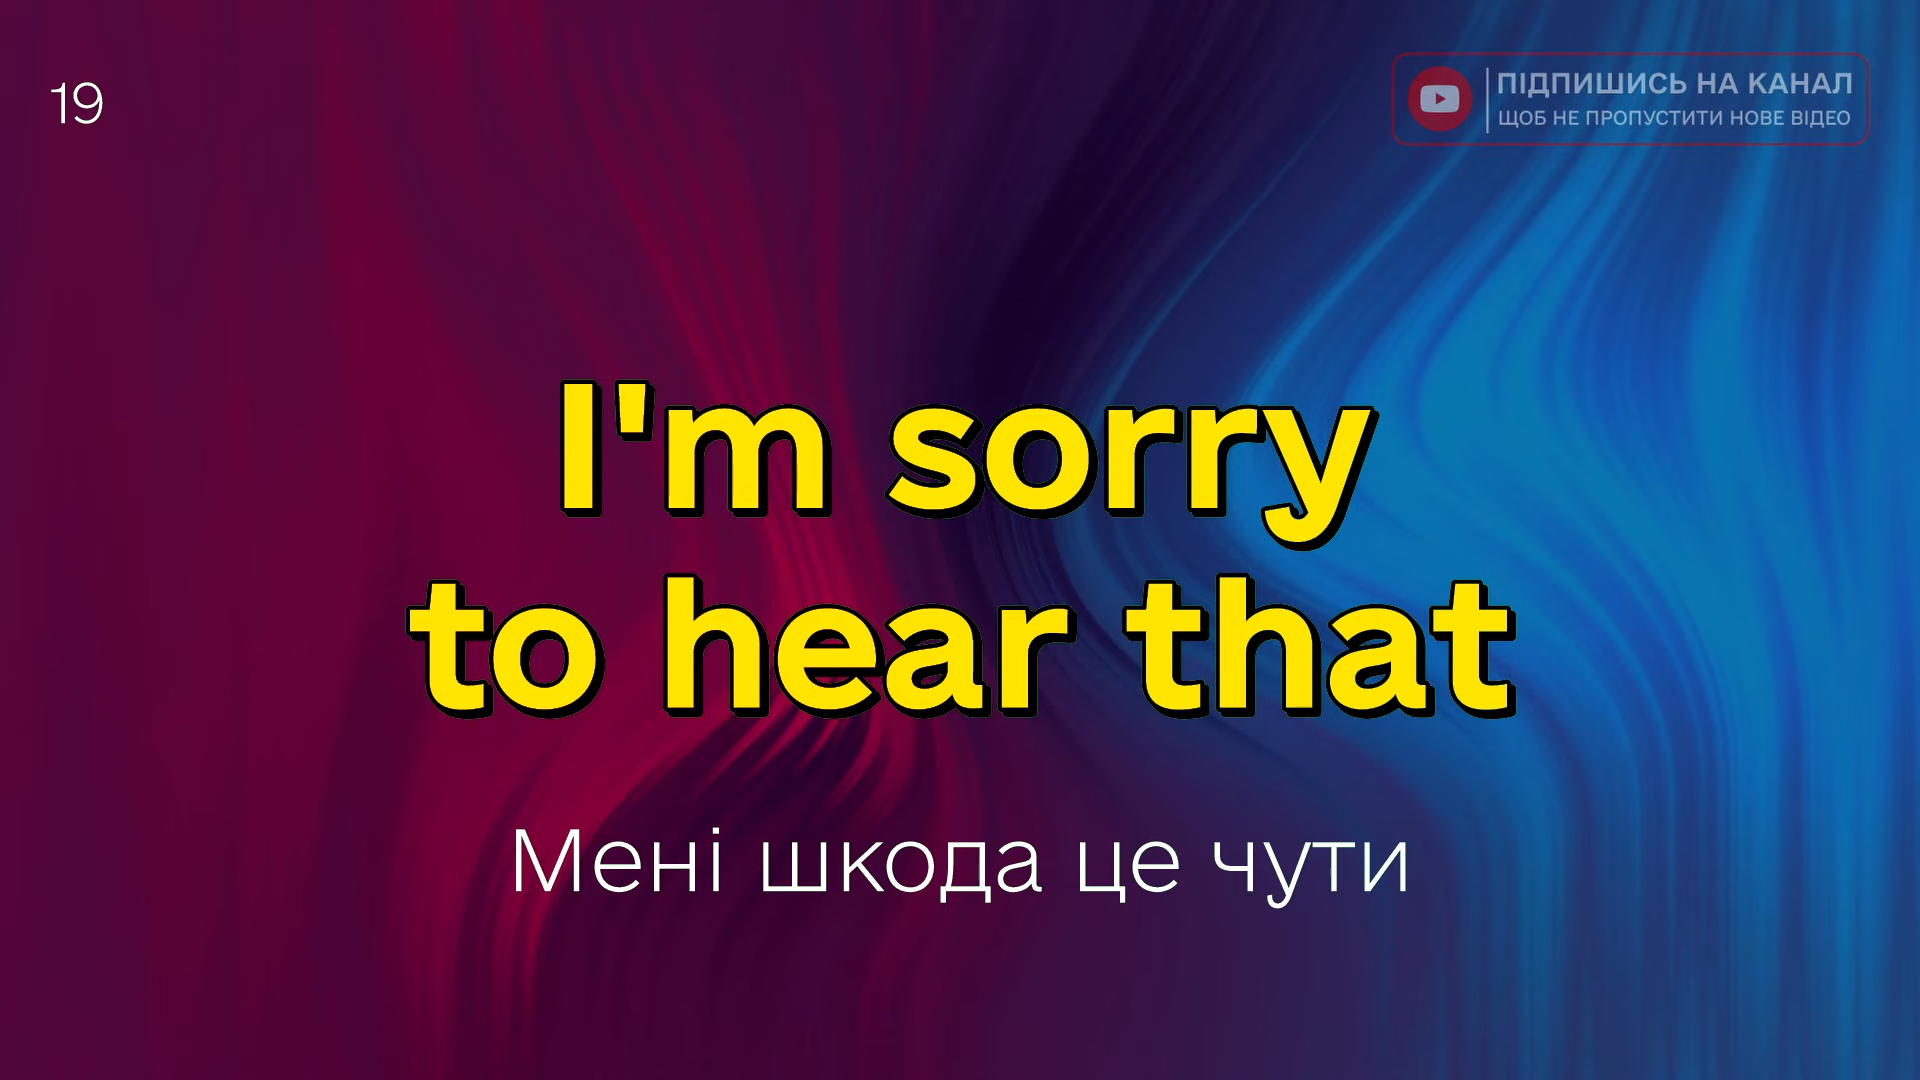 19
ПІДПИШИСЬ НА КАНАЛ
ЩОБ НЕ ПРОПУСТИТИ НОВЕ ВІДЕО
I'm sorry
to hear that
Мені шкода це чути